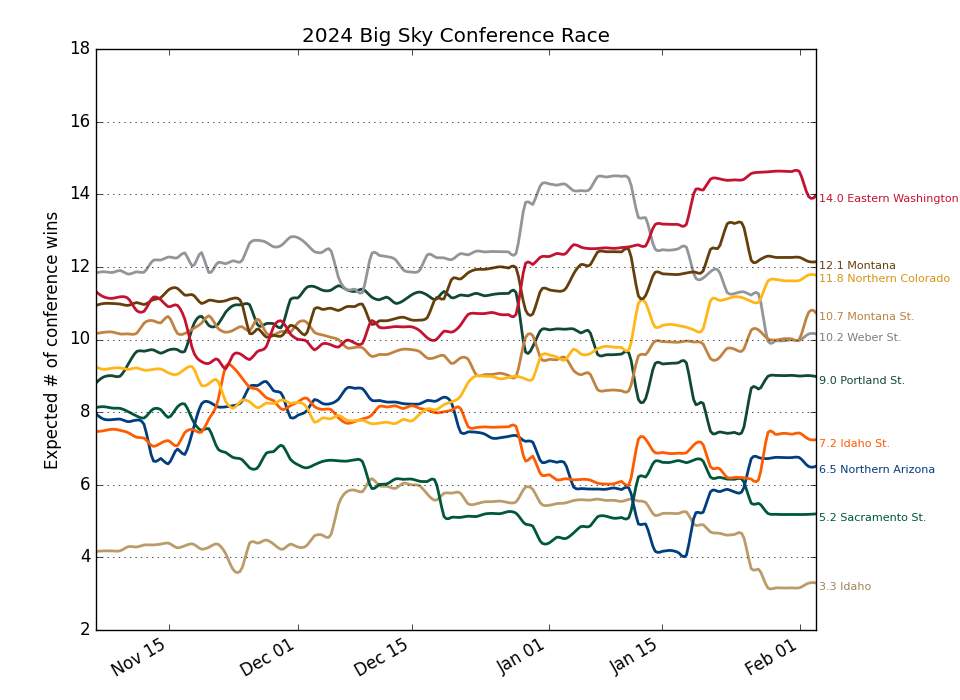 2024 Big Sky Conference Race
Expected # of conference wins
18
16
14
12
10
8
6
4
2
14.0 Eastern Washington
12.1 Montana
11.8 Northern Colorado
10.7 Montana St.
10.2 Weber St.
9.0 Portland St.
7.2 Idaho St.
6.5 Northern Arizona
5.2 Sacramento St.
3.3 Idaho
Nov 15
Dec 01
Dec 15
Jan 01
Jan 15
Feb 01